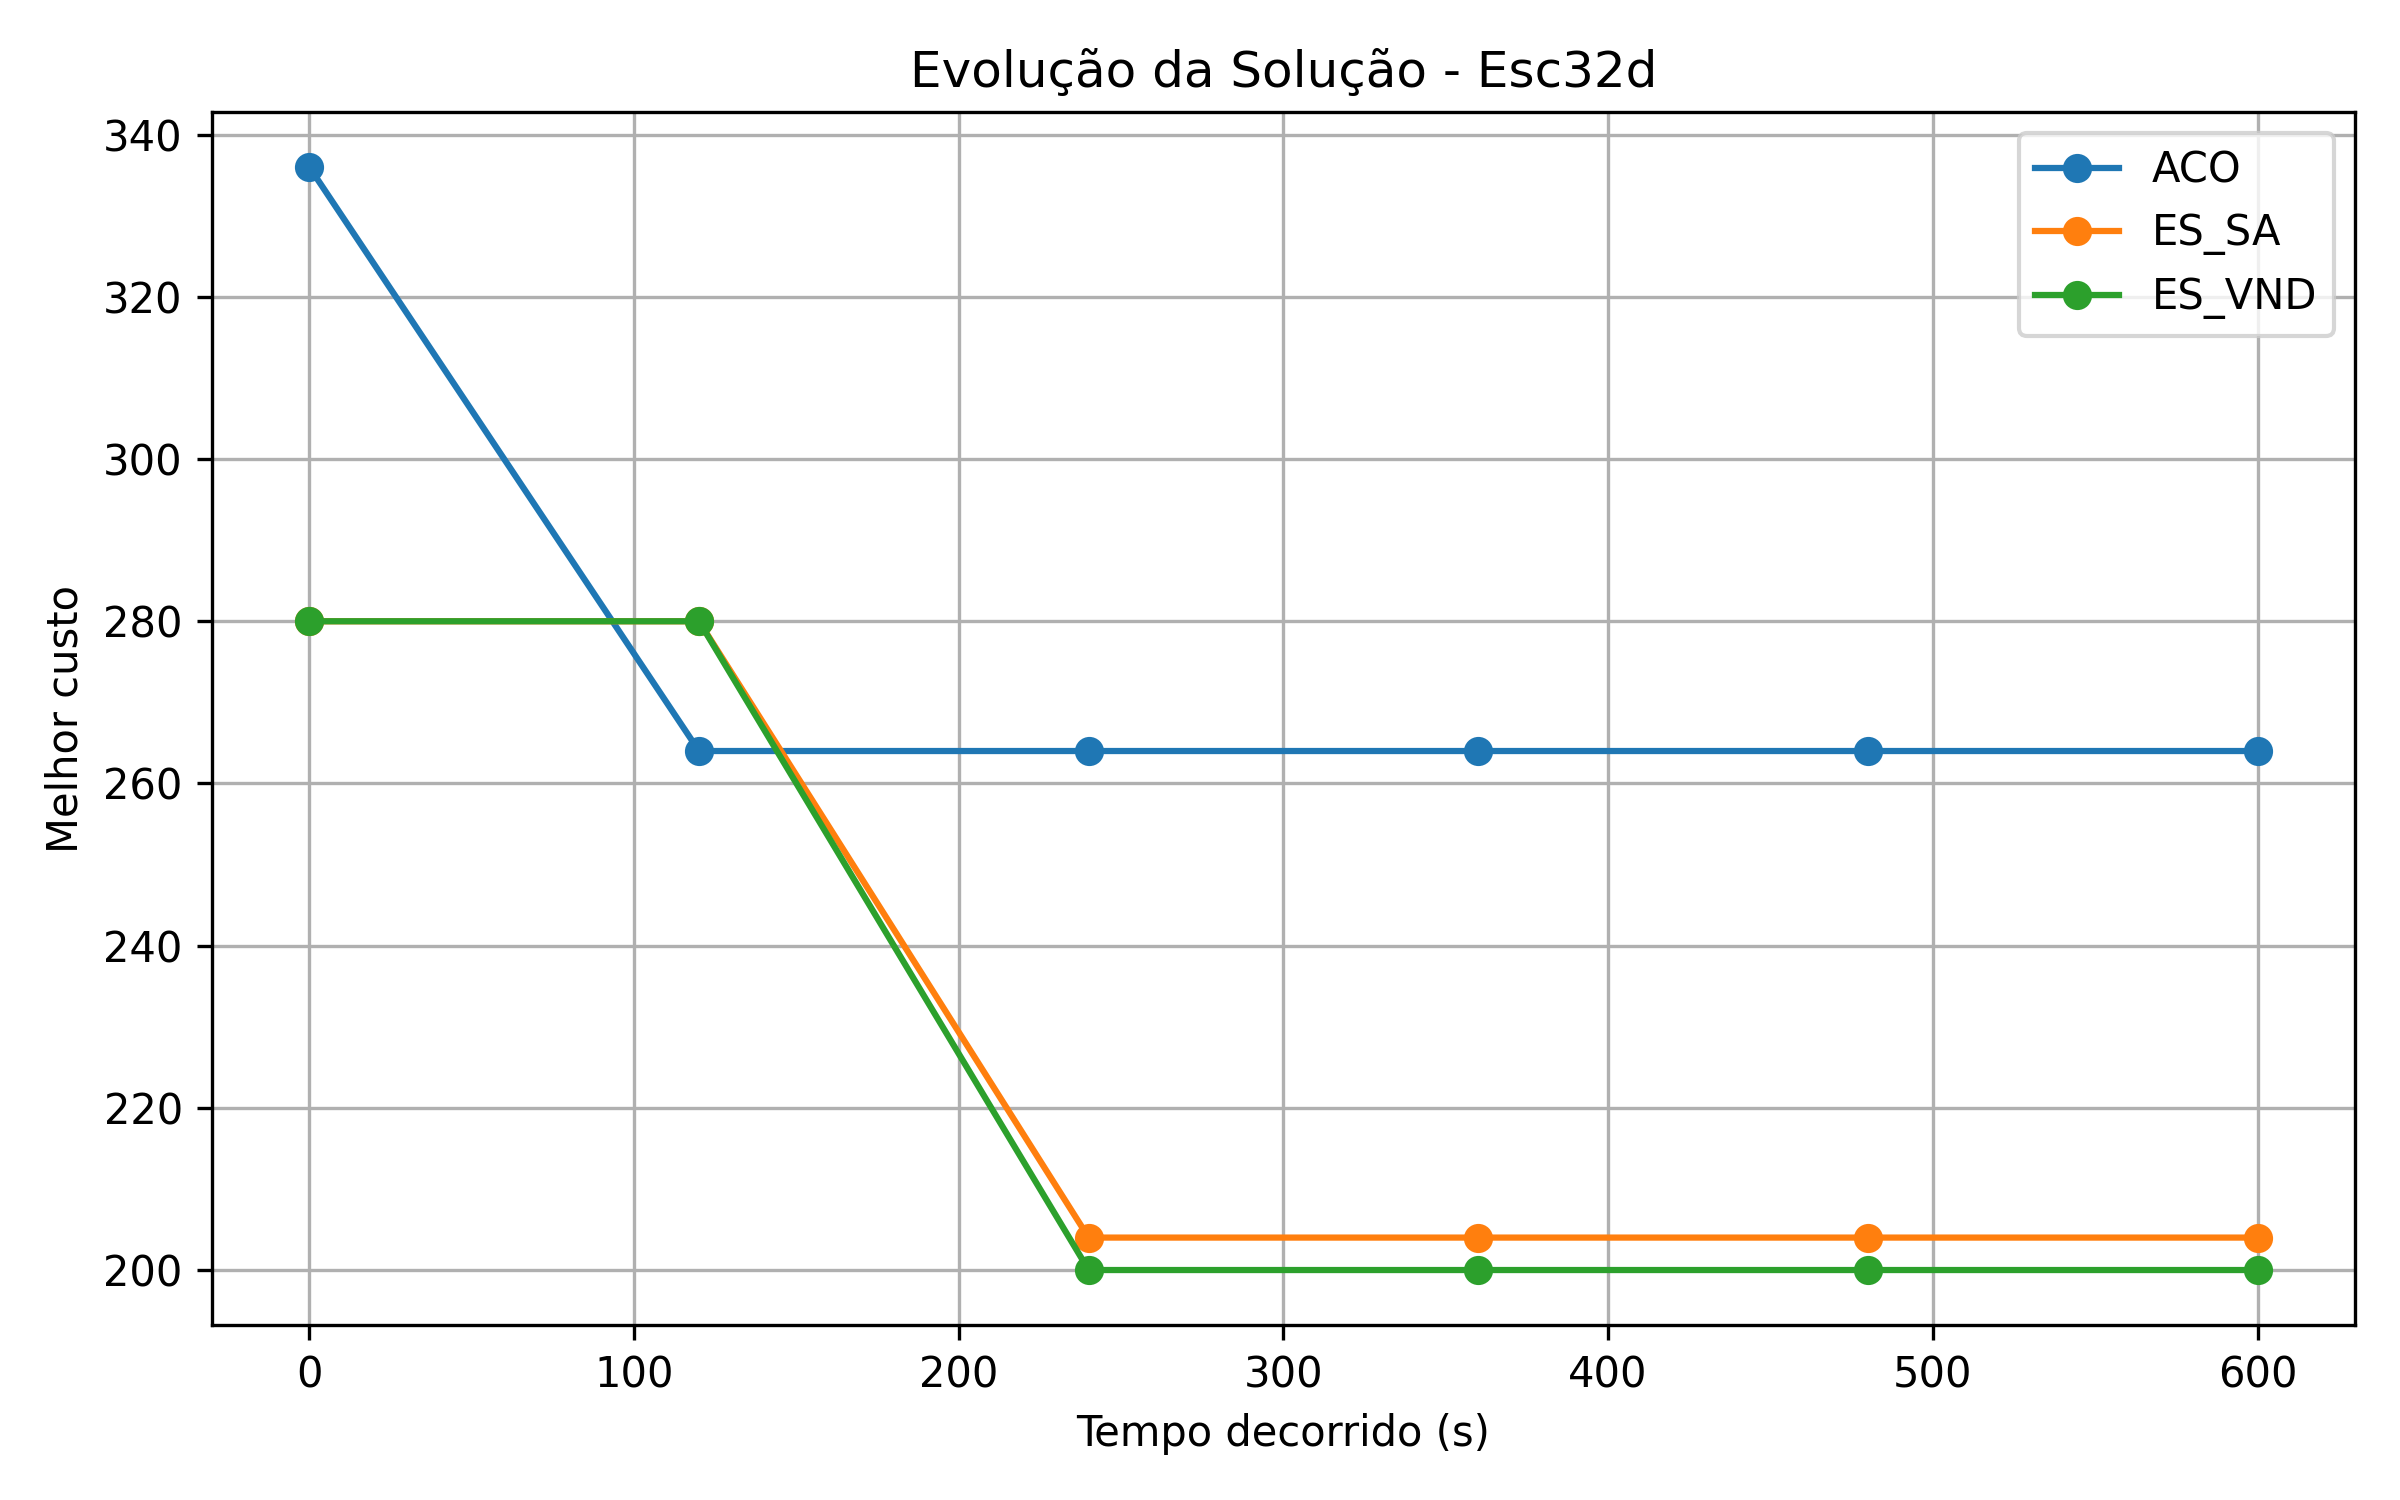 Evolução da Solução - Esc32d
340
320
300
280
260
240
220
200
Melhor custo
ACO
ES_SA
ES_VND
0 100 200 300 400 500 600
Tempo decorrido (s)